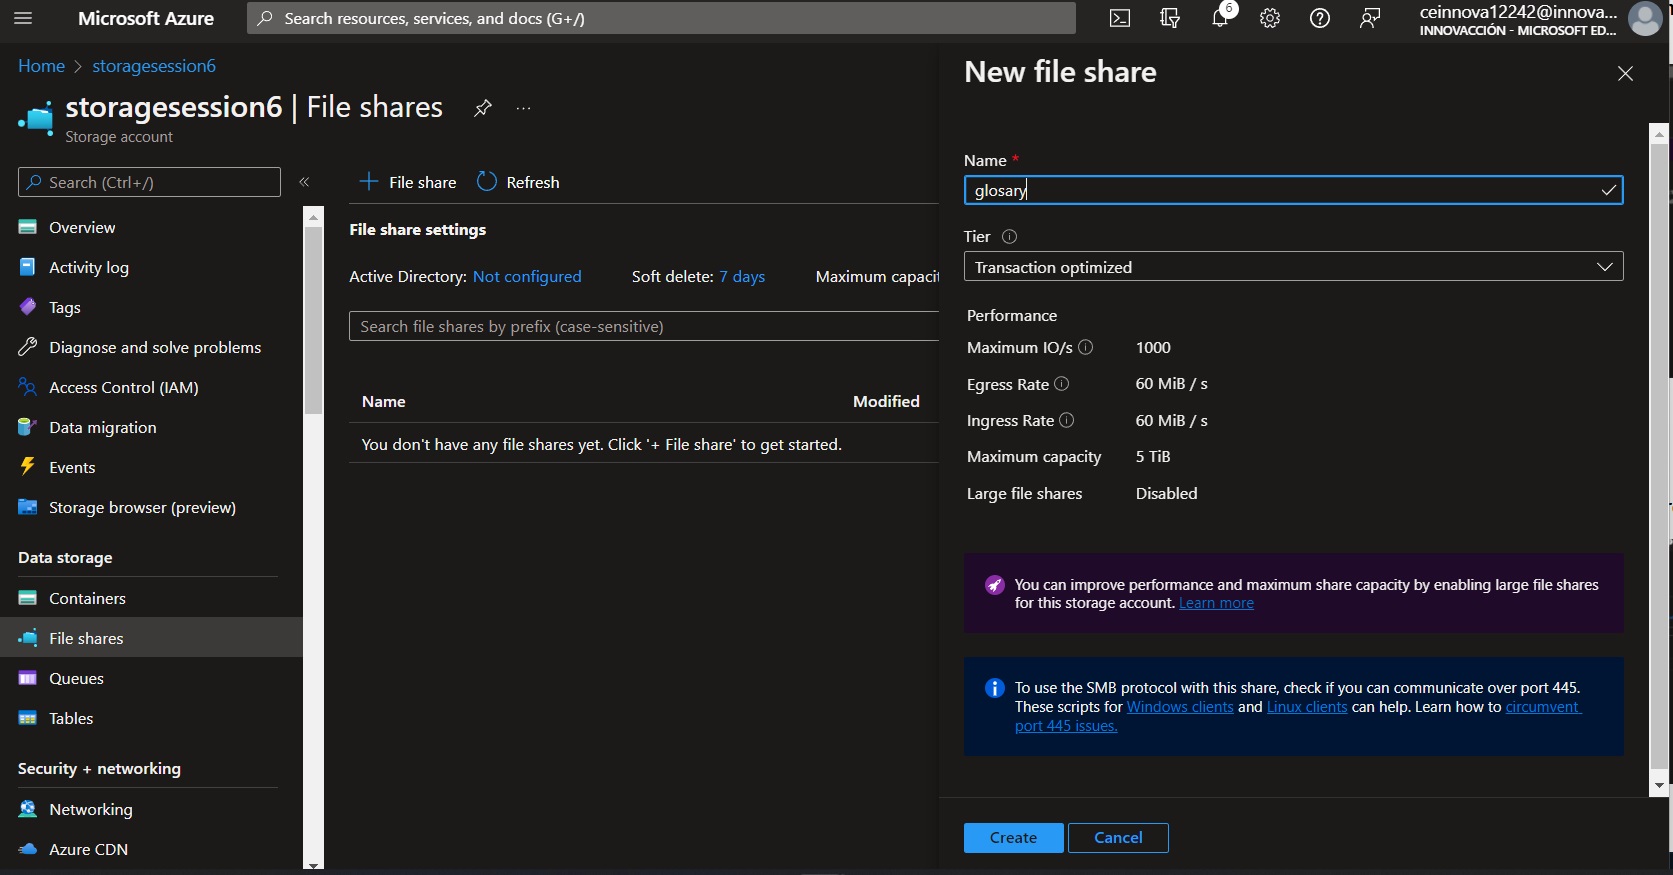 Microsoft Azure
Search resources, services, and docs (G+/)
6
ceinnova12242@innova...
INNOVACCIÓN - MICROSOFT ED...
Home > storagesession6
storagesession6 | File shares
...
Storage account
Search (Ctrl+/)
«
Overview
Activity log
Tags
Diagnose and solve problems
Access Control (IAM)
Data migration
Events
Storage browser (preview)
Data storage
Containers
File shares
Queues
Tables
Security + networking
Networking
Azure CDN
+ File share
Refresh
File share settings
Active Directory: Not configured
Soft delete: 7 days
Maximum capacit
Search file shares by prefix (case-sensitive)
Name
Modified
You don't have any file shares yet. Click '+ File share' to get started.
New file share
Name *
glosary
Tier
Transaction optimized
Performance
Maximum IO/s 1000
Egress Rate 60 MiB / s
Ingress Rate 60 MiB / s
Maximum capacity 5 TiB
Large file shares Disabled
You can improve performance and maximum share capacity by enabling large file shares
for this storage account. Learn more
To use the SMB protocol with this share, check if you can communicate over port 445.
These scripts for Windows clients and Linux clients can help. Learn how to circumvent
port 445 issues.
Create
Cancel